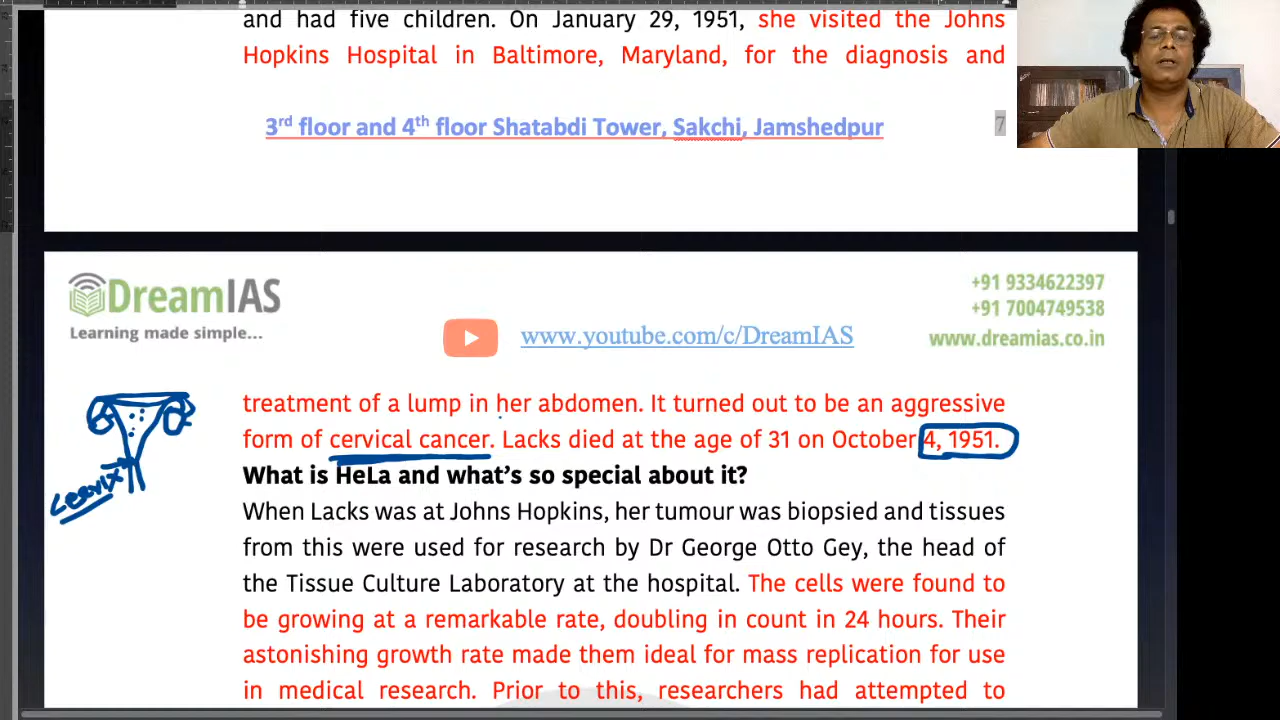 and had five children. On January 29, 1951, she visited the Johns
Hopkins Hospital in Baltimore, Maryland, for the diagnosis and
3rd floor and 4th floor Shatabdi Tower, Sakchi, Jamshedpur
7
DreamIAS
Learning made simple...
www.youtube.com/c/DreamIAS
+91 9334622397
+91 7004749538
www.dreamias.co.in
treatment of a lump in her abdomen. It turned out to be an aggressive
form of cervical cancer. Lacks died at the age of 31 on October 4, 1951.
What is HeLa and what's so special about it?
When Lacks was at Johns Hopkins, her tumour was biopsied and tissues
from this were used for research by Dr George Otto Gey, the head of
the Tissue Culture Laboratory at the hospital. The cells were found to
be growing at a remarkable rate, doubling in count in 24 hours. Their
astonishing growth rate made them ideal for mass replication for use
in medical research. Prior to this, researchers had attempted to